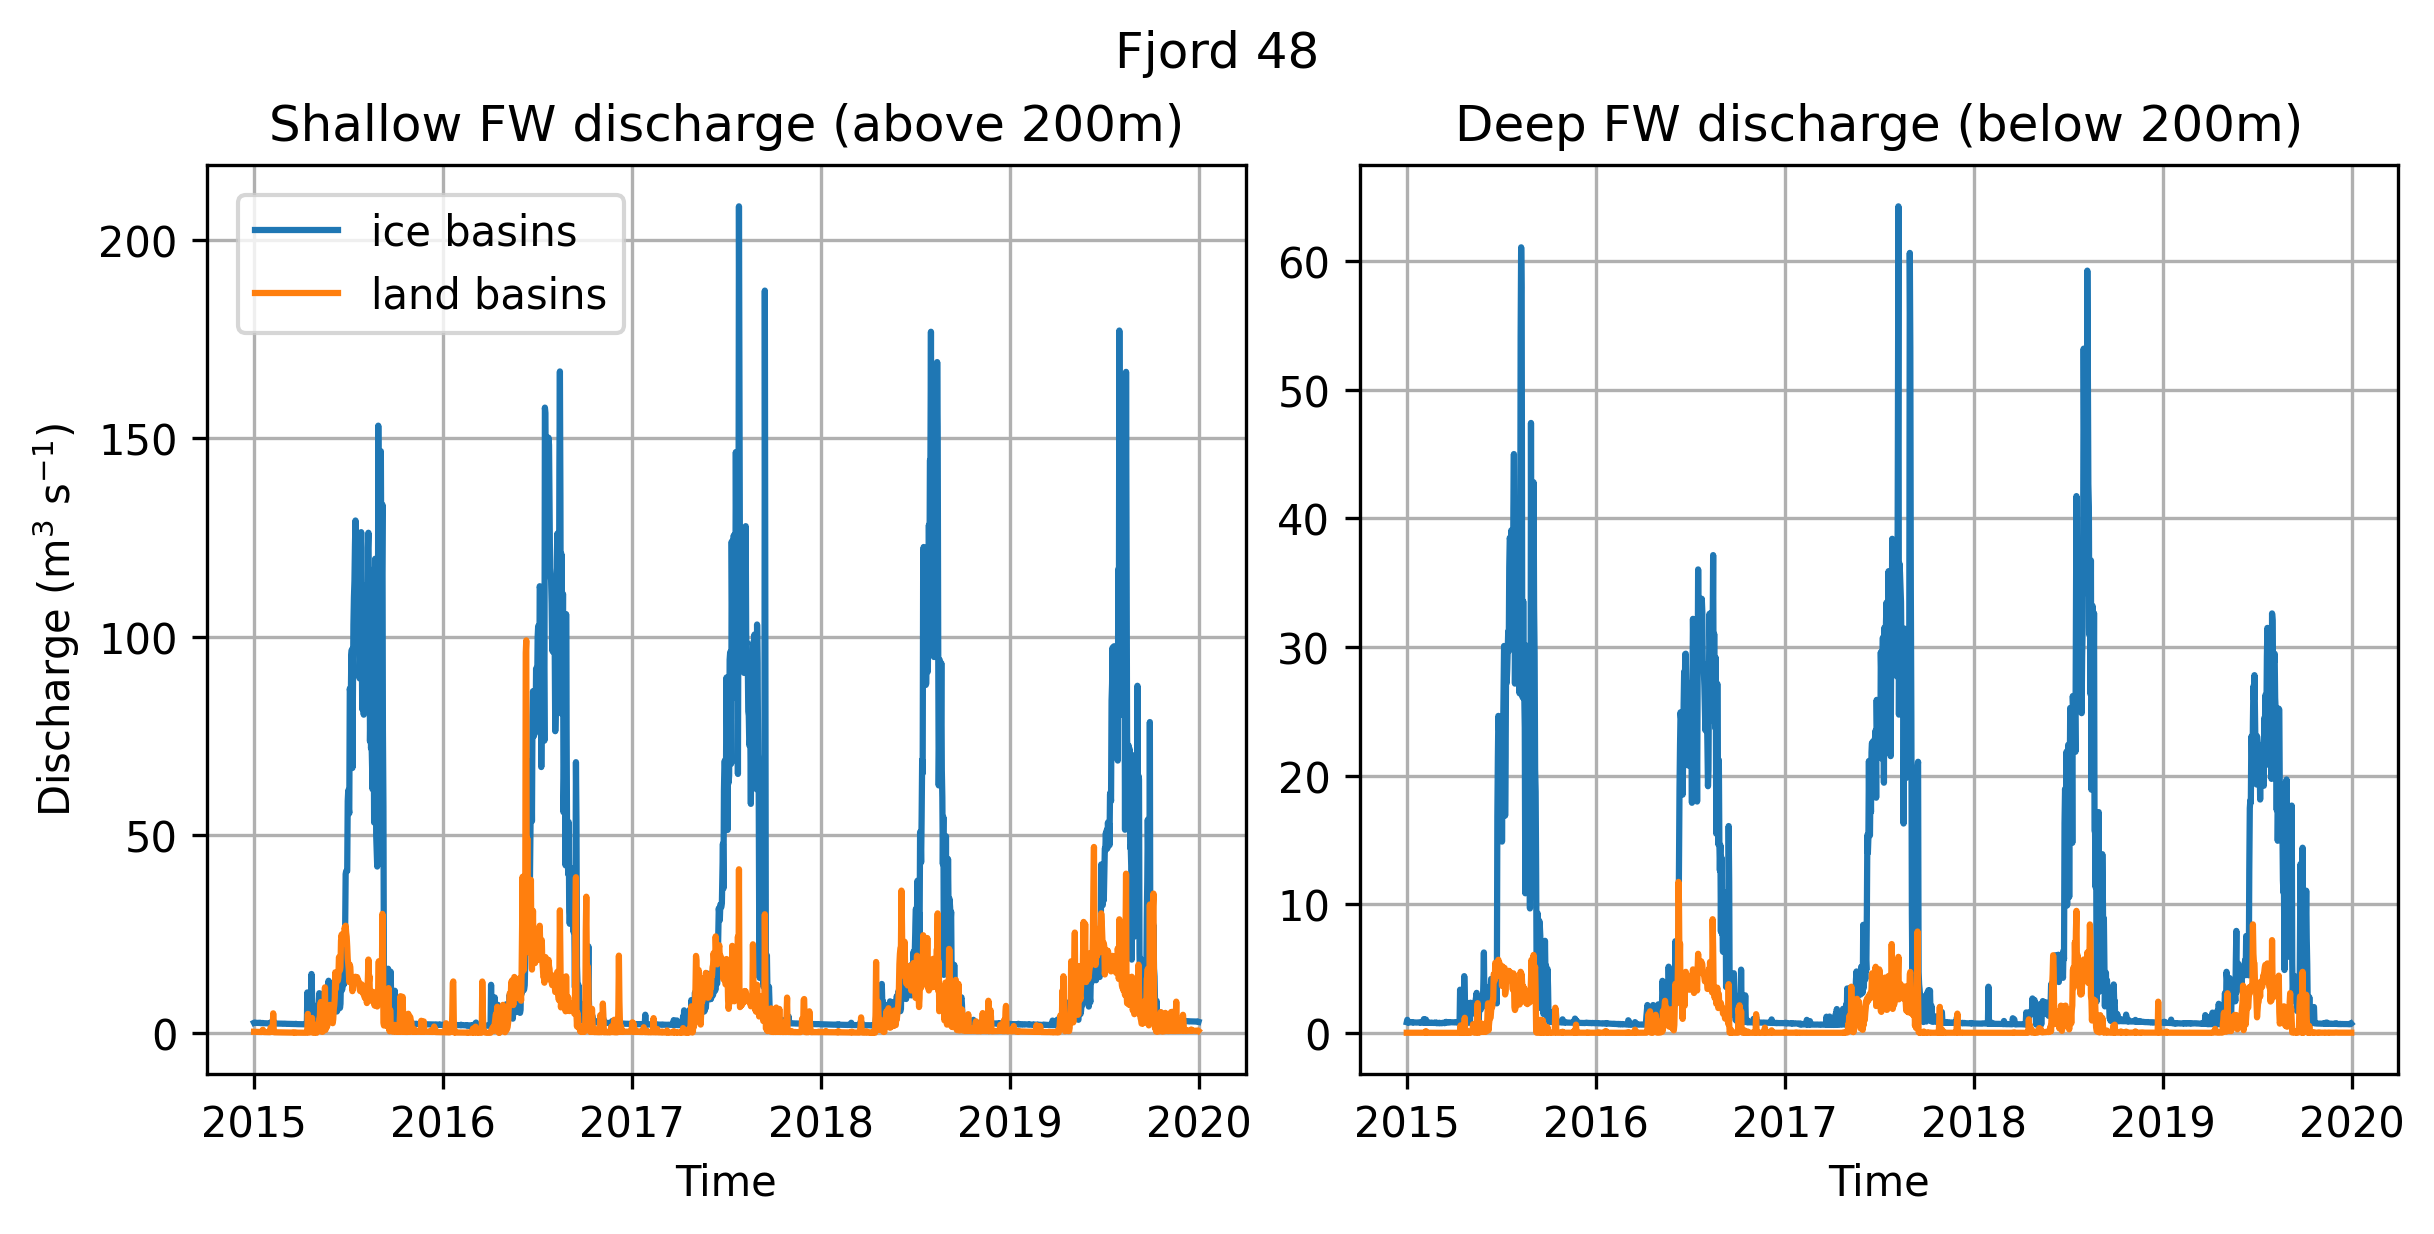 Fjord 48
Shallow FW discharge (above 200m)
Deep FW discharge (below 200m)
ice basins
land basins
Discharge (m³ s⁻¹)
200
150
100
50
0
2015 2016 2017 2018 2019 2020
Time
60
50
40
30
20
10
0
2015 2016 2017 2018 2019 2020
Time